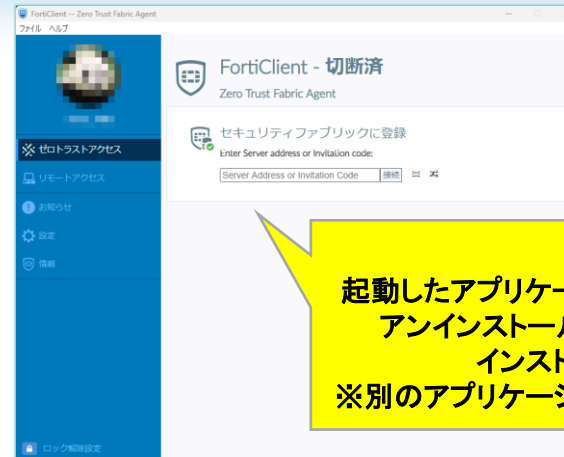 FortiClient -- Zero Trust Fabric Agent
ファイル ヘルプ
FortiClient - 切断済
Zero Trust Fabric Agent
ゼロトラストアクセス
リモートアクセス
お知らせ
設定
情報
セキュリティファブリックに登録
Enter Server address or Invitation code:
Server Address or Invitation Code 接続
起動したアプリケー
アンインストール
インスト
※別のアプリケーシ
ロック解除設定